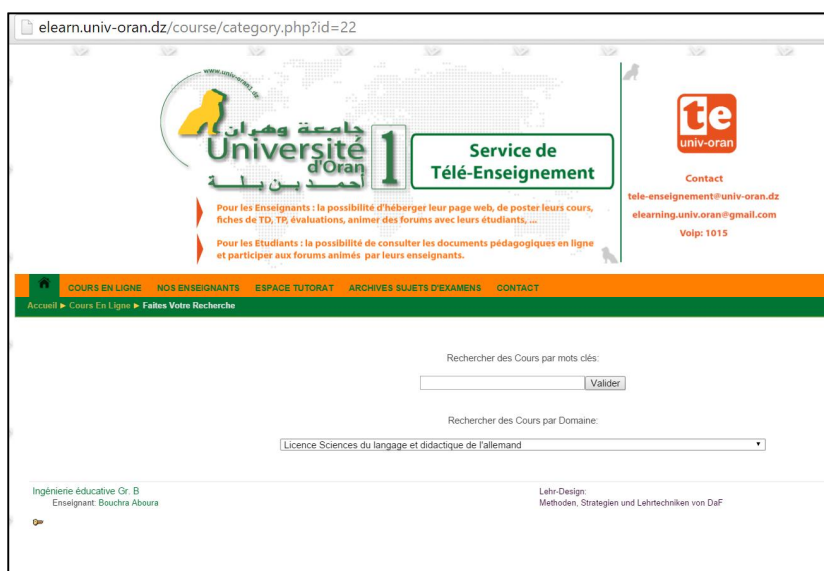 elearn.univ-oran.dz/course/category.php?id=22
www.univ-oran1.dz
جامعة وهران
Université
d'Oran
1
أحمد بن بلة
Service de
Télé-Enseignement
Pour les Enseignants : la possibilité d'héberger leur page web, de poster leurs cours,
fiches de TD, TP, évaluations, animer des forums avec leurs étudiants, ...
Pour les Etudiants : la possibilité de consulter les documents pédagogiques en ligne
et participer aux forums animés par leurs enseignants.
te
univ-oran
Contact
tele-enseignement@univ-oran.dz
elearning.univ.oran@gmail.com
Voip: 1015
COURS EN LIGNE NOS ENSEIGNANTS ESPACE TUTORAT ARCHIVES SUJETS D'EXAMENS CONTACT
Accueil ► Cours En Ligne ► Faites Votre Recherche
Rechercher des Cours par mots clés:
Valider
Rechercher des Cours par Domaine:
Licence Sciences du langage et didactique de l'allemand
Ingénierie éducative Gr. B
Enseignant: Bouchra Aboura
Lehr-Design:
Methoden, Strategien und Lehrtechniken von DaF